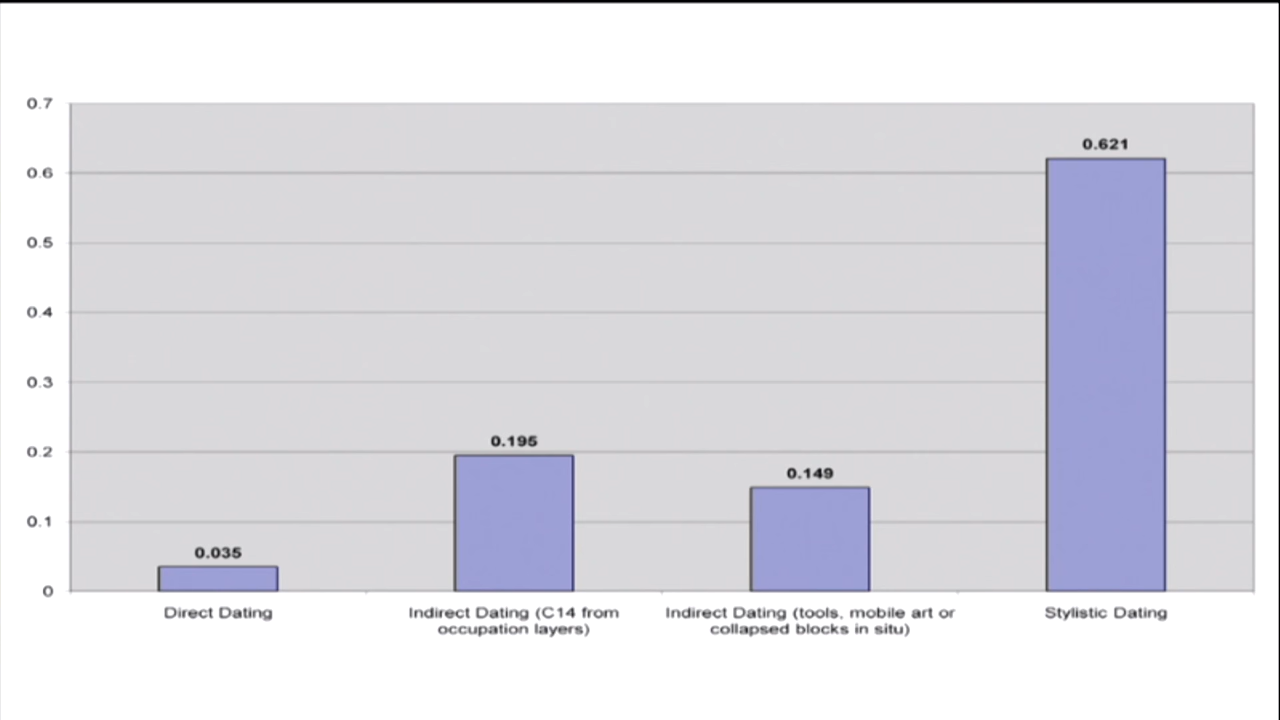 0.7
0.6
0.5
0.4
0.3
0.2
0.1
0
0.035
0.195
0.149
0.621
Direct Dating
Indirect Dating (C14 from
occupation layers)
Indirect Dating (tools, mobile art or
collapsed blocks in situ)
Stylistic Dating